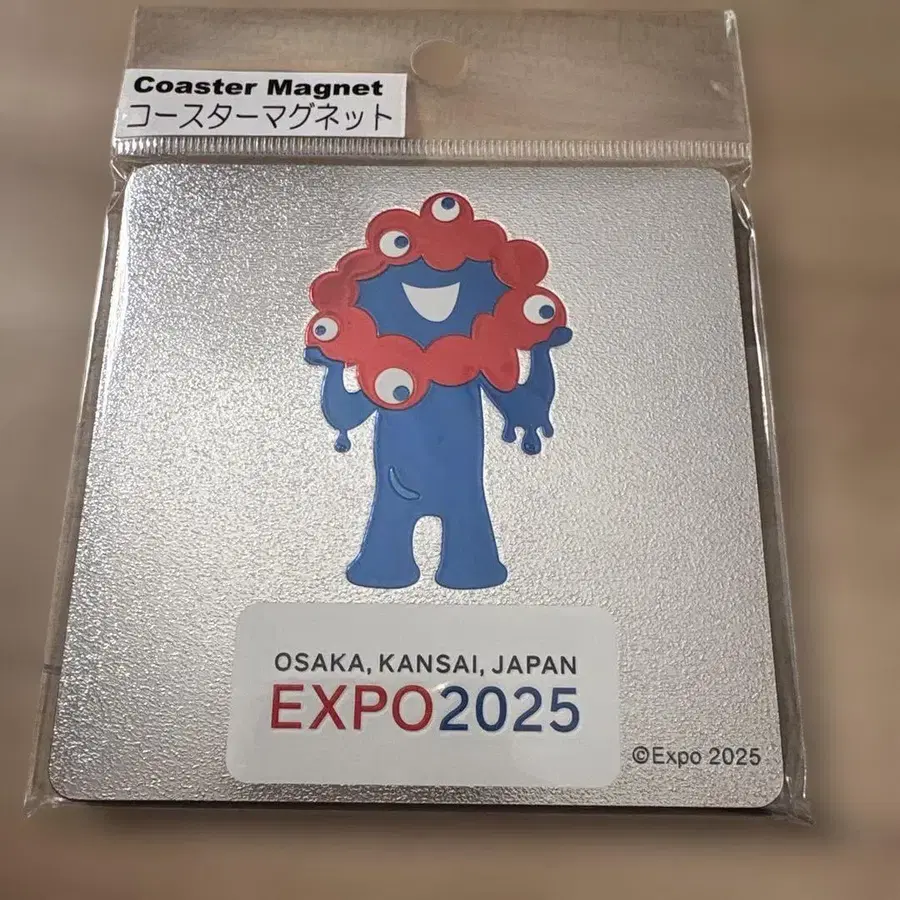 Coaster Magnet
コースターマグネット
OSAKA, KANSAI, JAPAN
EXPO2025
©Expo 2025